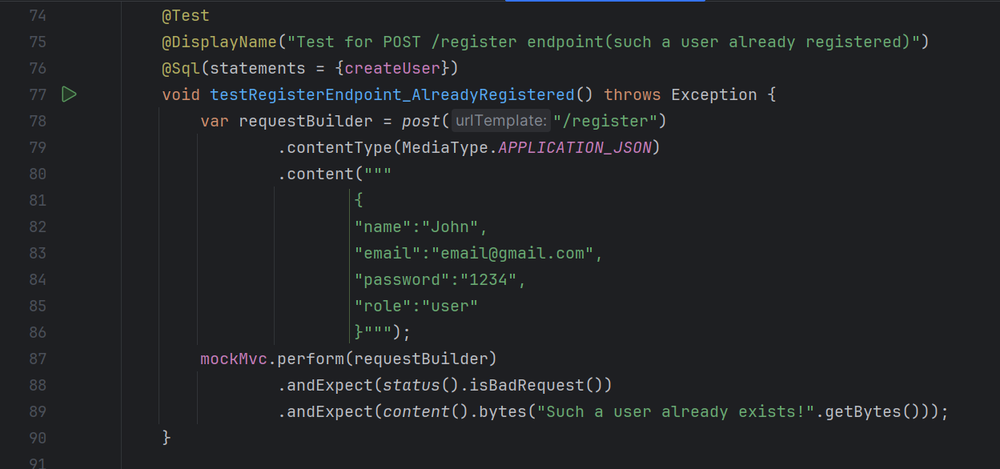 74 @Test
75 @DisplayName("Test for POST /register endpoint(such a user already registered)")
76 @Sql(statements = {createUser})
77 void testRegisterEndpoint_AlreadyRegistered() throws Exception {
78 var requestBuilder = post( urlTemplate: "/register")
79 .contentType(MediaType.APPLICATION_JSON)
80 .content("""
81 {
82 "name":"John",
83 "email":"email@gmail.com",
84 "password":"1234",
85 "role":"user"
86 }""");
87 mockMvc.perform(requestBuilder)
88 .andExpect(status().isBadRequest())
89 .andExpect(content().bytes("Such a user already exists!".getBytes()));
90 }
91